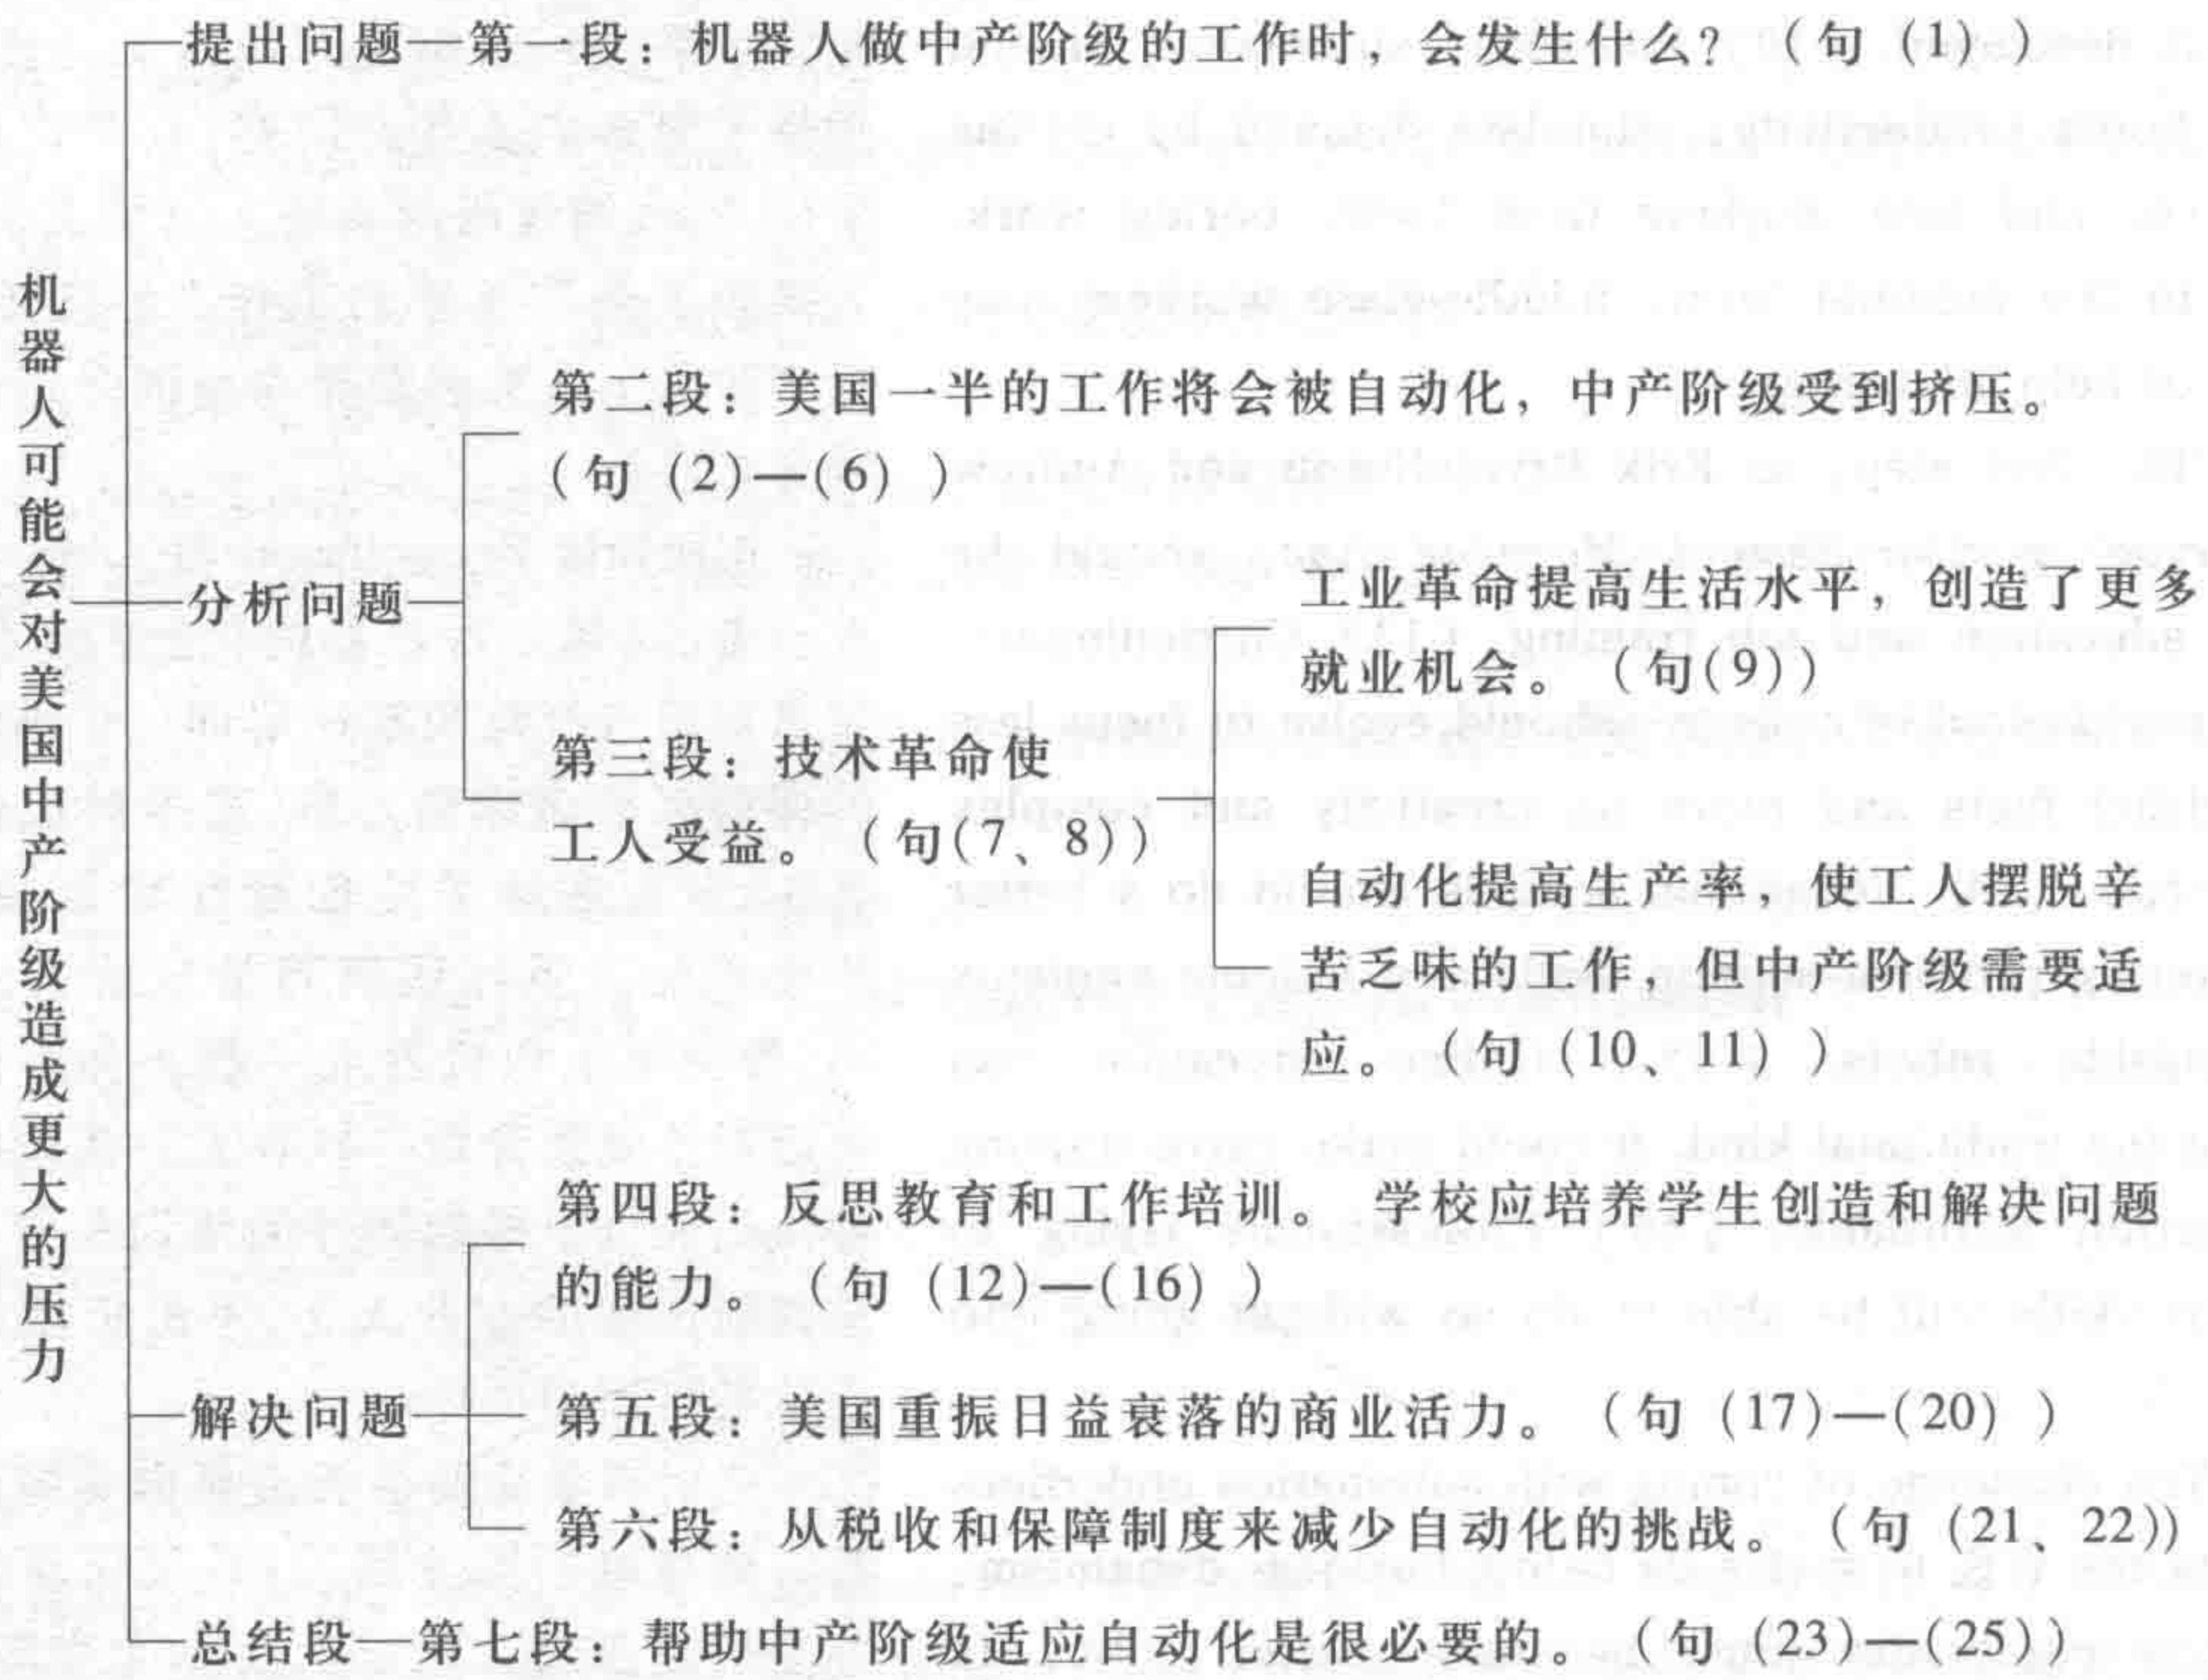 提出问题—第一段：机器人做中产阶级的工作时，会发生什么？（句（1））
机器人可能会对美国中产阶级造成更大的压力
第二段：美国一半的工作将会被自动化，中产阶级受到挤压。
（句（2）—（6））
分析问题
工业革命提高生活水平，创造了更多
就业机会。（句（9））
第三段：技术革命使
工人受益。（句（7、8））
自动化提高生产率，使工人摆脱辛
苦乏味的工作，但中产阶级需要适
应。（句（10、11））
第四段：反思教育和工作培训。学校应培养学生创造和解决问题
的能力。（句（12）—（16））
解决问题
第五段：美国重振日益衰落的商业活力。（句（17）—（20））
第六段：从税收和保障制度来减少自动化的挑战。（句（21、22））
总结段—第七段：帮助中产阶级适应自动化是很必要的。（句（23）—（25））